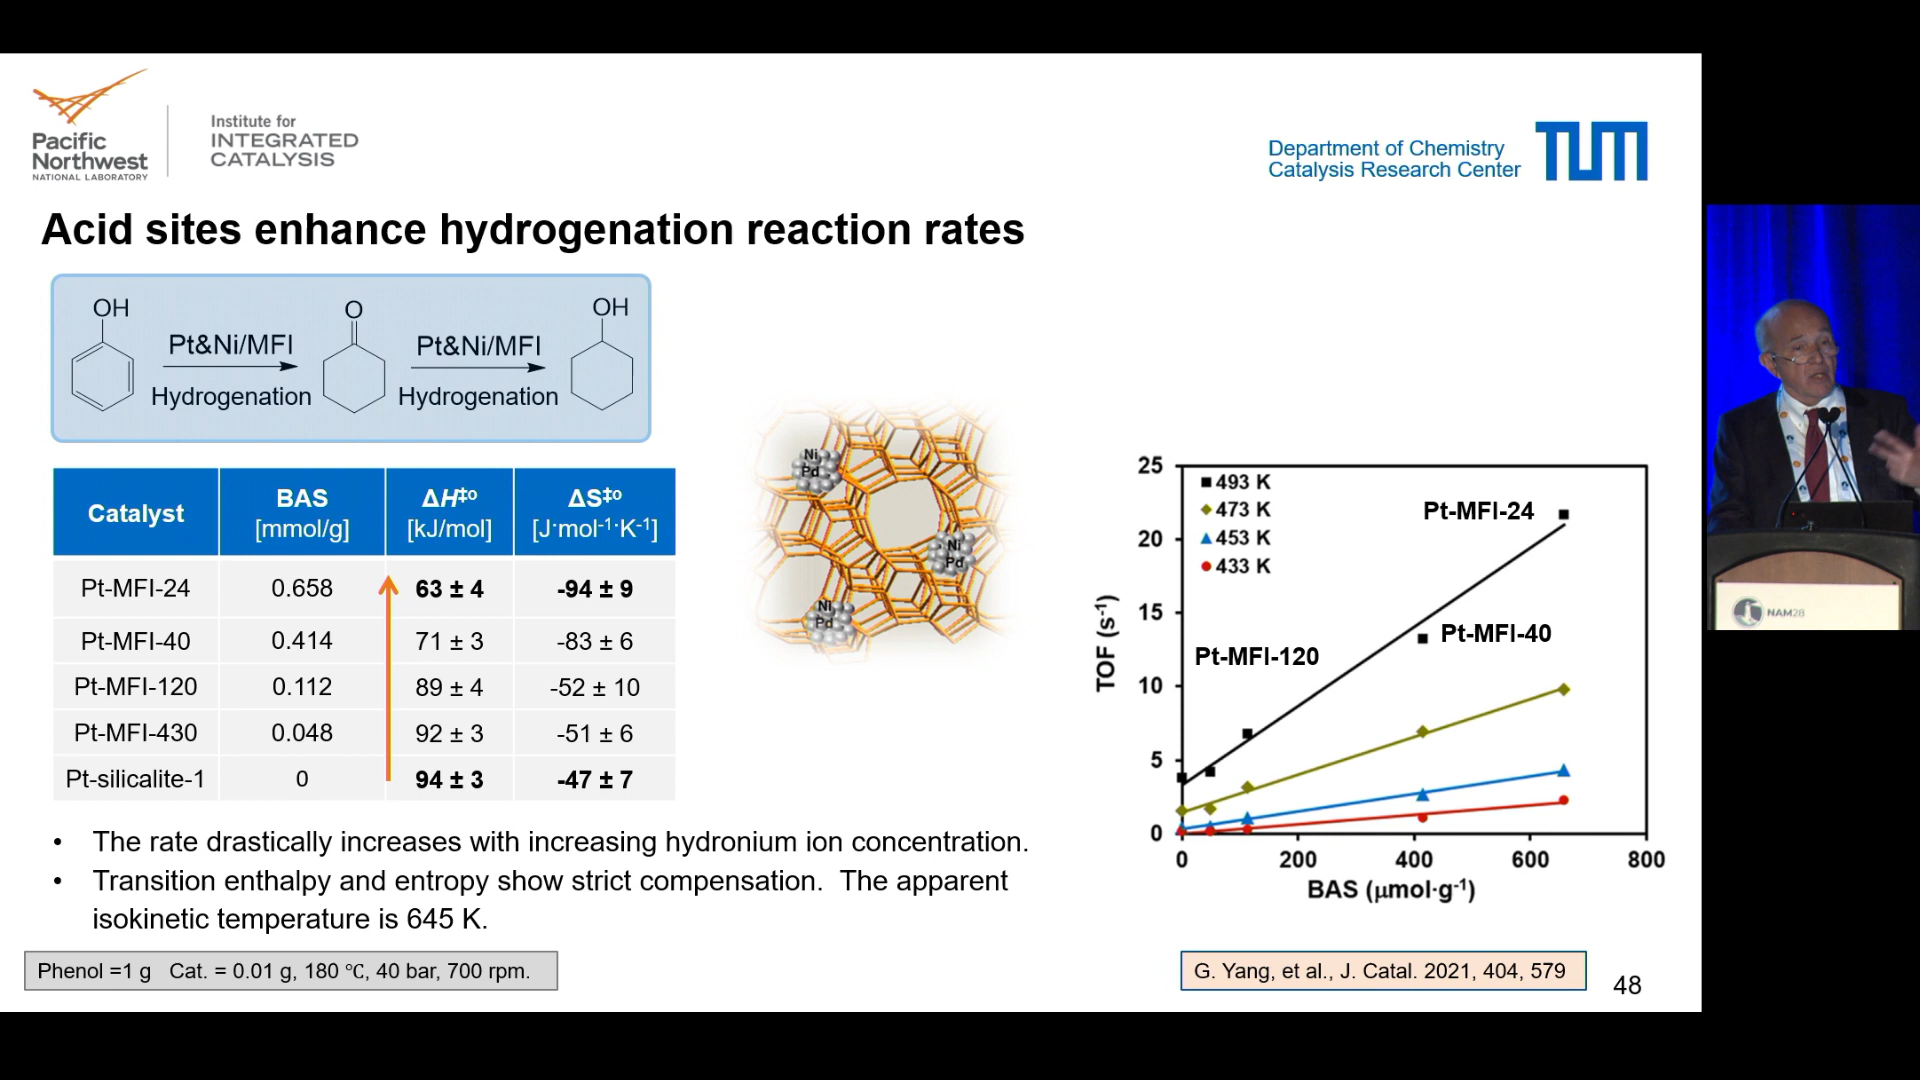 Pacific
Northwest
NATIONAL LABORATORY
Institute for
INTEGRATED
CATALYSIS
Department of Chemistry
Catalysis Research Center
TUM
Acid sites enhance hydrogenation reaction rates
OH
O
OH
Pt&Ni/MFI
Pt&Ni/MFI
Hydrogenation
Hydrogenation
Catalyst BAS [mmol/g] ΔH‡o [kJ/mol] ΔS‡o [J·mol-1·K-1]
Pt-MFI-24 0.658 63 ± 4 -94 ± 9
Pt-MFI-40 0.414 71 ± 3 -83 ± 6
Pt-MFI-120 0.112 89 ± 4 -52 ± 10
Pt-MFI-430 0.048 92 ± 3 -51 ± 6
Pt-silicalite-1 0 94 ± 3 -47 ± 7
Ni
Pd
Ni
Pd
Ni
Pd
TOF (s-1)
25
20
15
10
5
0
493 K
473 K
453 K
433 K
Pt-MFI-24
Pt-MFI-40
Pt-MFI-120
0 200 400 600 800
BAS (µmol·g-1)
• The rate drastically increases with increasing hydronium ion concentration.
• Transition enthalpy and entropy show strict compensation. The apparent
isokinetic temperature is 645 K.
Phenol =1 g Cat. = 0.01 g, 180 °C, 40 bar, 700 rpm.
G. Yang, et al., J. Catal. 2021, 404, 579
48
NAM28